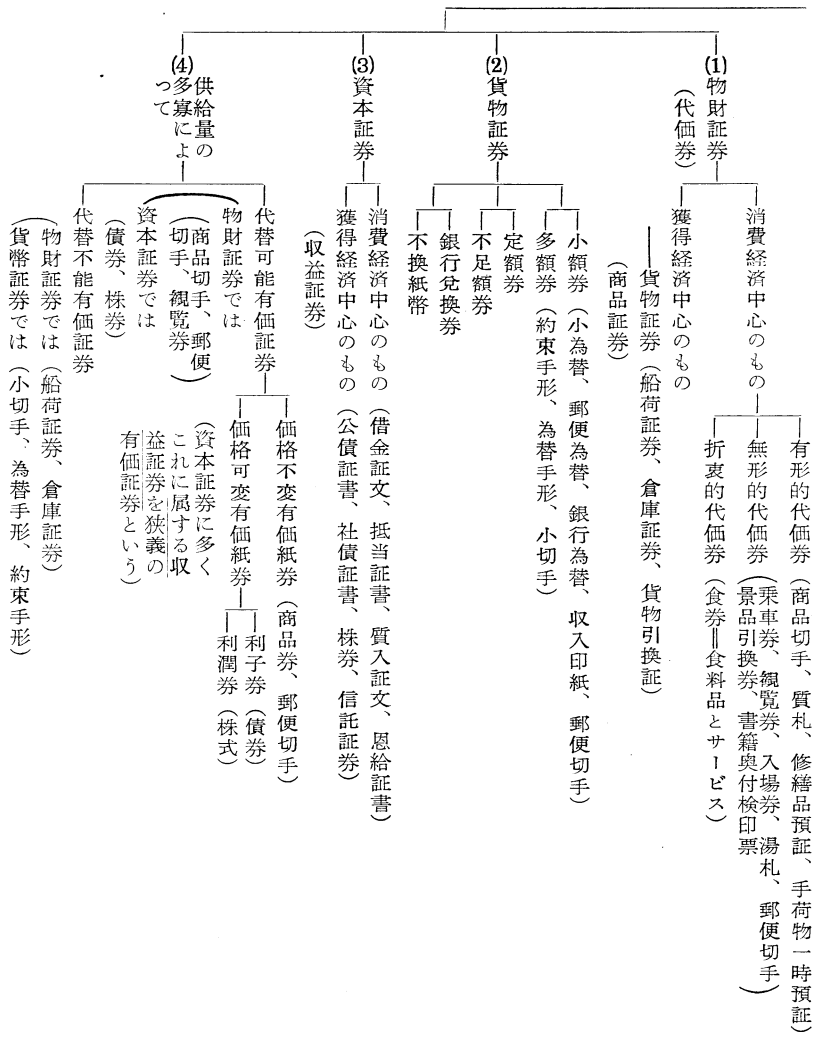 (1)物財証券
(代価券)
消費経済中心のもの
有形的代価券(商品切手、質札、修繕品預証、手荷物一時預証)
無形的代価券(乗車券、観覧券、入場券、湯札、郵便切手
景品引換券、書籍奥付検印票)
折衷的代価券(食券=食料品とサービス)
獲得経済中心のもの
――貨物証券(船荷証券、倉庫証券、貨物引換証)
(商品証券)
(2)貨物証券
小額券(小為替、郵便為替、銀行為替、収入印紙、郵便切手)
多額券(約束手形、為替手形、小切手)
定額券
不足額券
銀行兌換券
不換紙幣
(3)資本証券
消費経済中心のもの(借金証文、抵当証書、質入証文、恩給証書)
獲得経済中心のもの(公債証書、社債証書、株券、信託証券)
(収益証券)
(4)供給量の
多寡によ
って
代替可能有価証券
価格不変有価紙券(商品券、郵便切手)
価格可変有価紙券
利子券(債券)
利潤券(株式)
(資本証券に多く
これに属する収
益証券を狭義の
有価証券という)
物財証券では
(商品切手、郵便
切手、観覧券)
資本証券では
(債券、株券)
代替不能有価証券
(物財証券では(船荷証券、倉庫証券)
貨幣証券では(小切手、為替手形、約束手形)